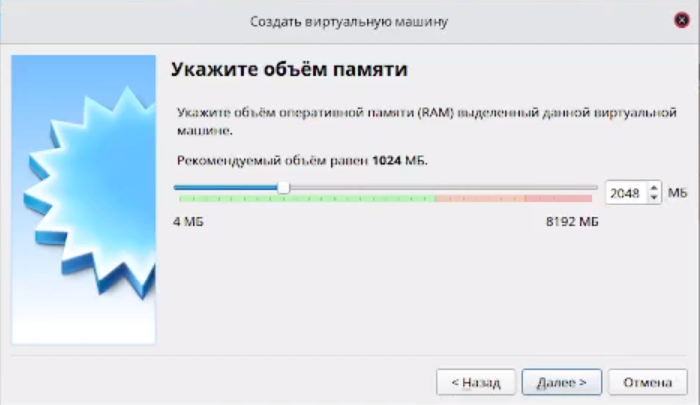 Создать виртуальную машину
Укажите объём памяти
Укажите объём оперативной памяти (RAM) выделенный данной виртуальной
машине.
Рекомендуемый объём равен 1024 МБ.
2048 МБ
4 МБ 8192 МБ
< Назад Далее > Отмена